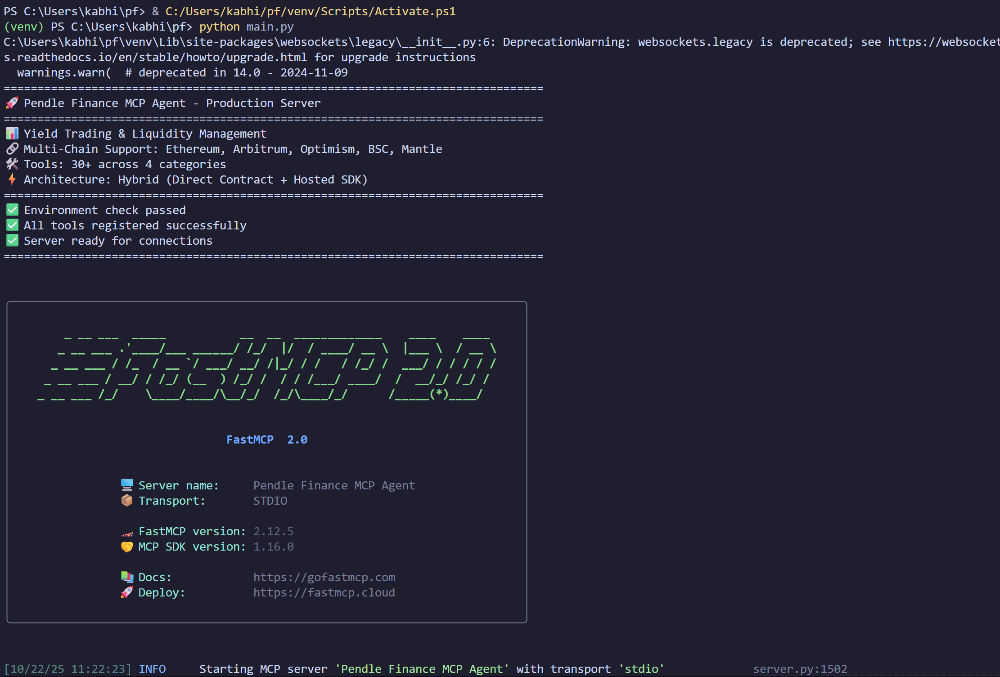 PS C:\Users\kabhi\pf> & C:/Users/kabhi/pf/venv/Scripts/Activate.ps1
(venv) PS C:\Users\kabhi\pf> python main.py
C:\Users\kabhi\pf\venv\Lib\site-packages\websockets\legacy\__init__.py:6: DeprecationWarning: websockets.legacy is deprecated; see https://websocket
s.readthedocs.io/en/stable/howto/upgrade.html for upgrade instructions
  warnings.warn(  # deprecated in 14.0 - 2024-11-09
================================================================================
🚀 Pendle Finance MCP Agent - Production Server
================================================================================
📊 Yield Trading & Liquidity Management
🔗 Multi-Chain Support: Ethereum, Arbitrum, Optimism, BSC, Mantle
🛠 Tools: 30+ across 4 categories
⚡ Architecture: Hybrid (Direct Contract + Hosted SDK)
================================================================================
✅ Environment check passed
✅ All tools registered successfully
✅ Server ready for connections
================================================================================
    _ __ ___  _____           __  __  _____________    ____    ____
   _ __ ___ .'____/___ ______/ /_/  |/  / ____/ __ \  |___ \  / __ \
  _ __ ___ / /_  / __ `/ ___/ __/ /|_/ / /   / /_/ /  ___/ / / / / /
 _ __ ___ / __/ / /_/ (__  ) /_/ /  / / /___/ ____/  /  __/_/ /_/ /
_ __ ___ /_/    \____/____/\__/_/  /_/\____/_/      /_____(*)____/
FastMCP  2.0
🖥 Server name:     Pendle Finance MCP Agent
📦 Transport:       STDIO
🏎 FastMCP version: 2.12.5
🤝 MCP SDK version: 1.16.0
📚 Docs:            https://gofastmcp.com
🚀 Deploy:          https://fastmcp.cloud
[10/22/25 11:22:23] INFO     Starting MCP server 'Pendle Finance MCP Agent' with transport 'stdio'             server.py:1502